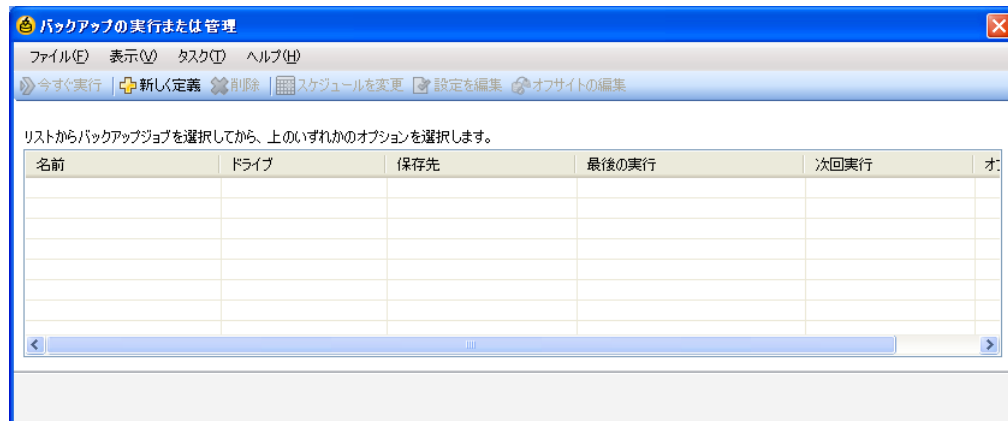 バックアップの実行または管理
ファイル(F) 表示(V) タスク(T) ヘルプ(H)
今すぐ実行 新しく定義 削除 スケジュールを変更 設定を編集 オフサイトの編集
リストからバックアップジョブを選択してから、上のいずれかのオプションを選択します。
名前 ドライブ 保存先 最後の実行 次回実行 オ